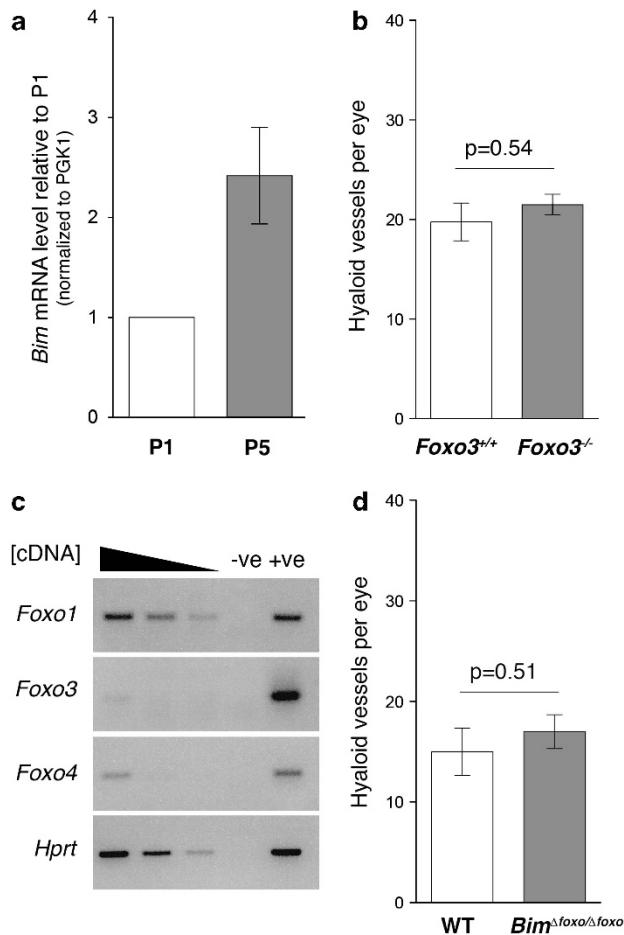 a
Bim mRNA level relative to P1
(normalized to PGK1)
4
3
2
1
0
P1
P5
b
Hyaloid vessels per eye
40
30
20
10
0
p=0.54
Foxo3+/+
Foxo3-/-
c
[cDNA]
-ve +ve
Foxo1
Foxo3
Foxo4
Hprt
d
Hyaloid vessels per eye
40
30
20
10
0
p=0.51
WT
BimΔfoxo/Δfoxo